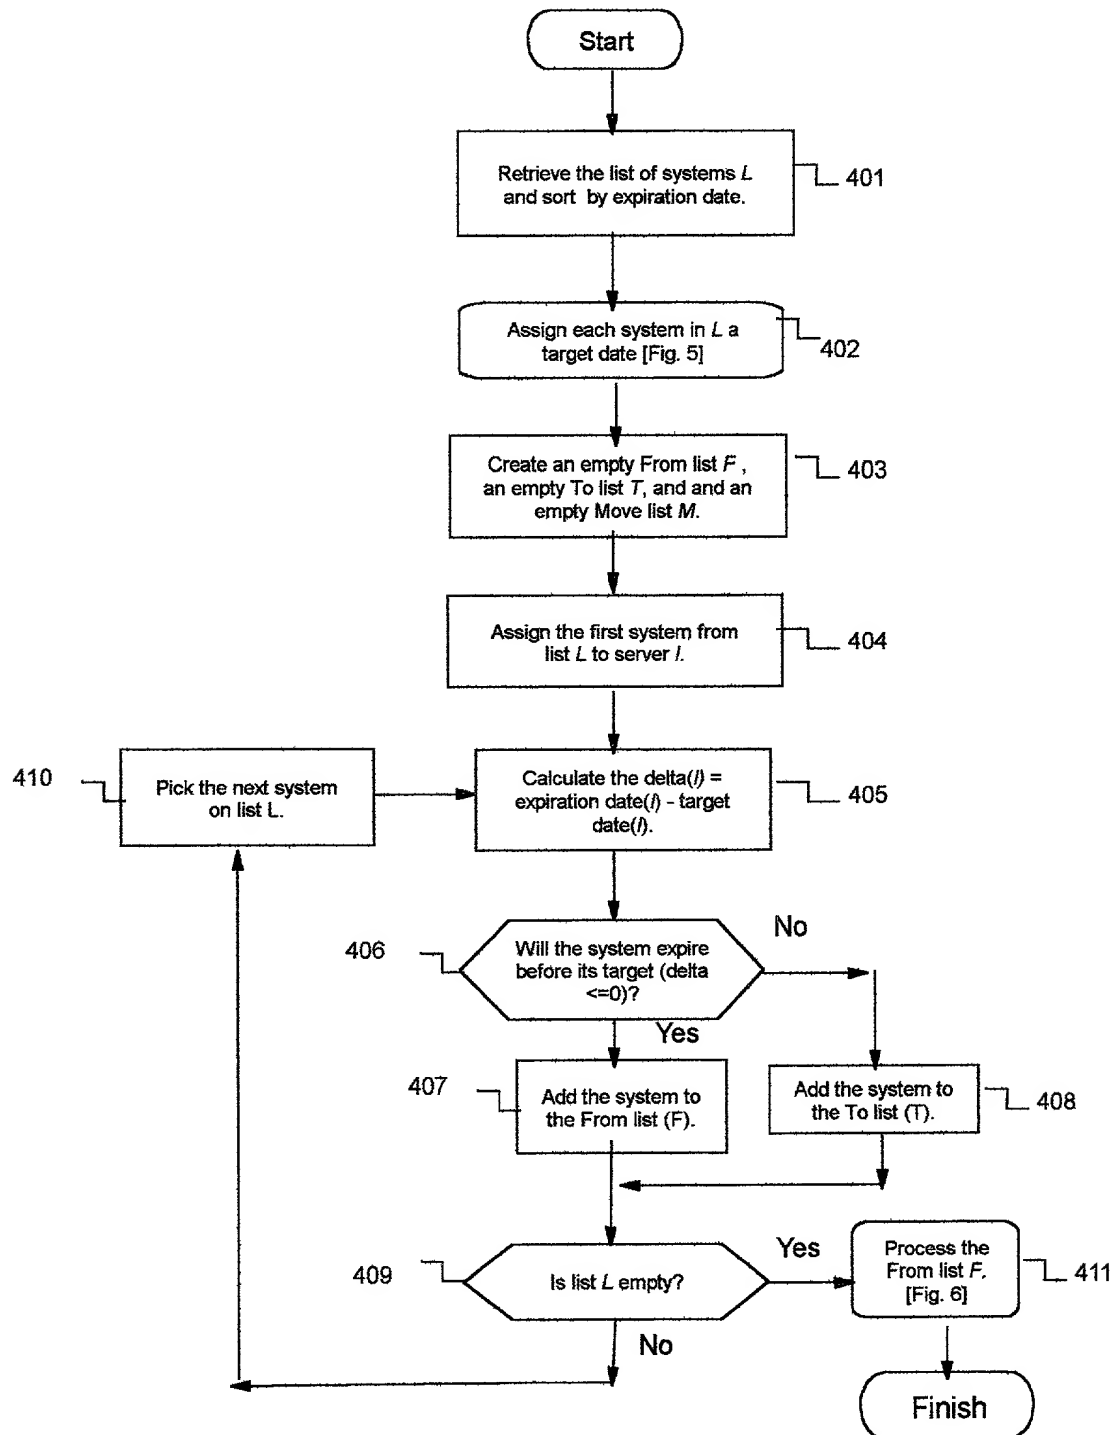 Start
Retrieve the list of systems L
and sort by expiration date.
401
Assign each system in L a
target date [Fig. 5]
402
Create an empty From list F ,
an empty To list T, and and an
empty Move list M.
403
Assign the first system from
list L to server I.
404
410
Pick the next system
on list L.
Calculate the delta(I) =
expiration date(I) - target
date(I).
405
406
Will the system expire
before its target (delta
<=0)?
No
Yes
407
Add the system to
the From list (F).
Add the system to
the To list (T).
408
409
Is list L empty?
Yes
Process the
From list F.
[Fig. 6]
411
No
Finish